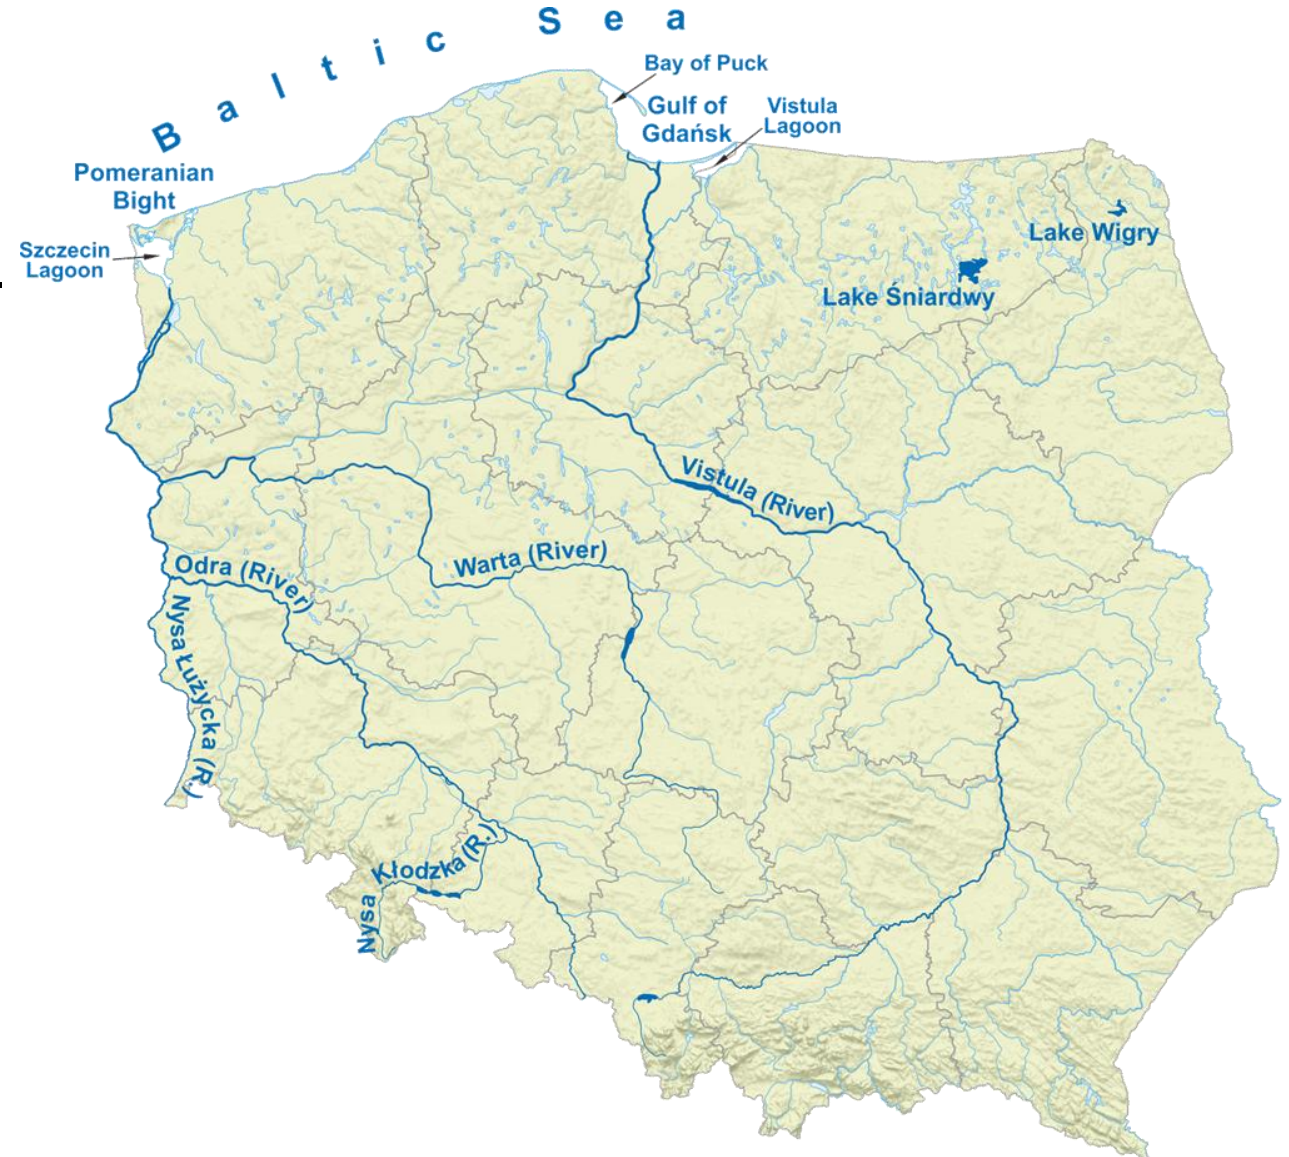 Baltic Sea
Bay of Puck
Gulf of
Gdańsk
Vistula
Lagoon
Pomeranian
Bight
Szczecin
Lagoon
Lake Wigry
Lake Śniardwy
Vistula (River)
Warta (River)
Odra (River)
Nysa Łużycka (R.)
Nysa Kłodzka (R.)